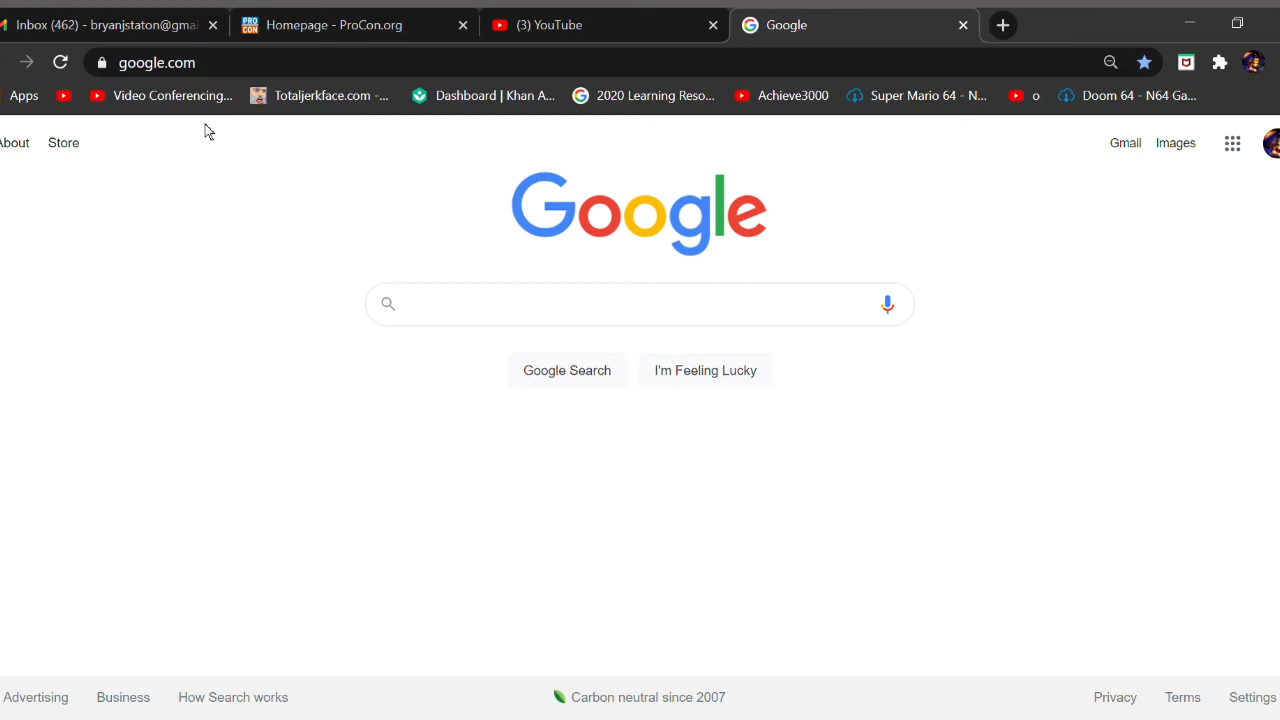 Inbox (462) - bryanjstaton@gmai
Homepage - ProCon.org
(3) YouTube
Google
google.com
Apps
Video Conferencing...
Totaljerkface.com -...
Dashboard | Khan A...
2020 Learning Reso...
Achieve3000
Super Mario 64 - N...
o
Doom 64 - N64 Ga...
About
Store
Gmail
Images
Google
Google Search
I'm Feeling Lucky
Advertising
Business
How Search works
Carbon neutral since 2007
Privacy
Terms
Settings